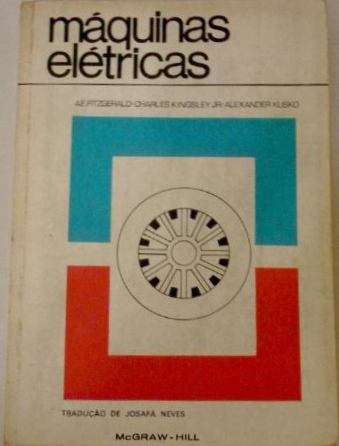 máquinas
elétricas
A.E. FITZGERALD-CHARLES KINGSLEY JR-ALEXANDER KUSKO
TRADUÇÃO DE JOSAFÁ NEVES
McGRAW-HILL